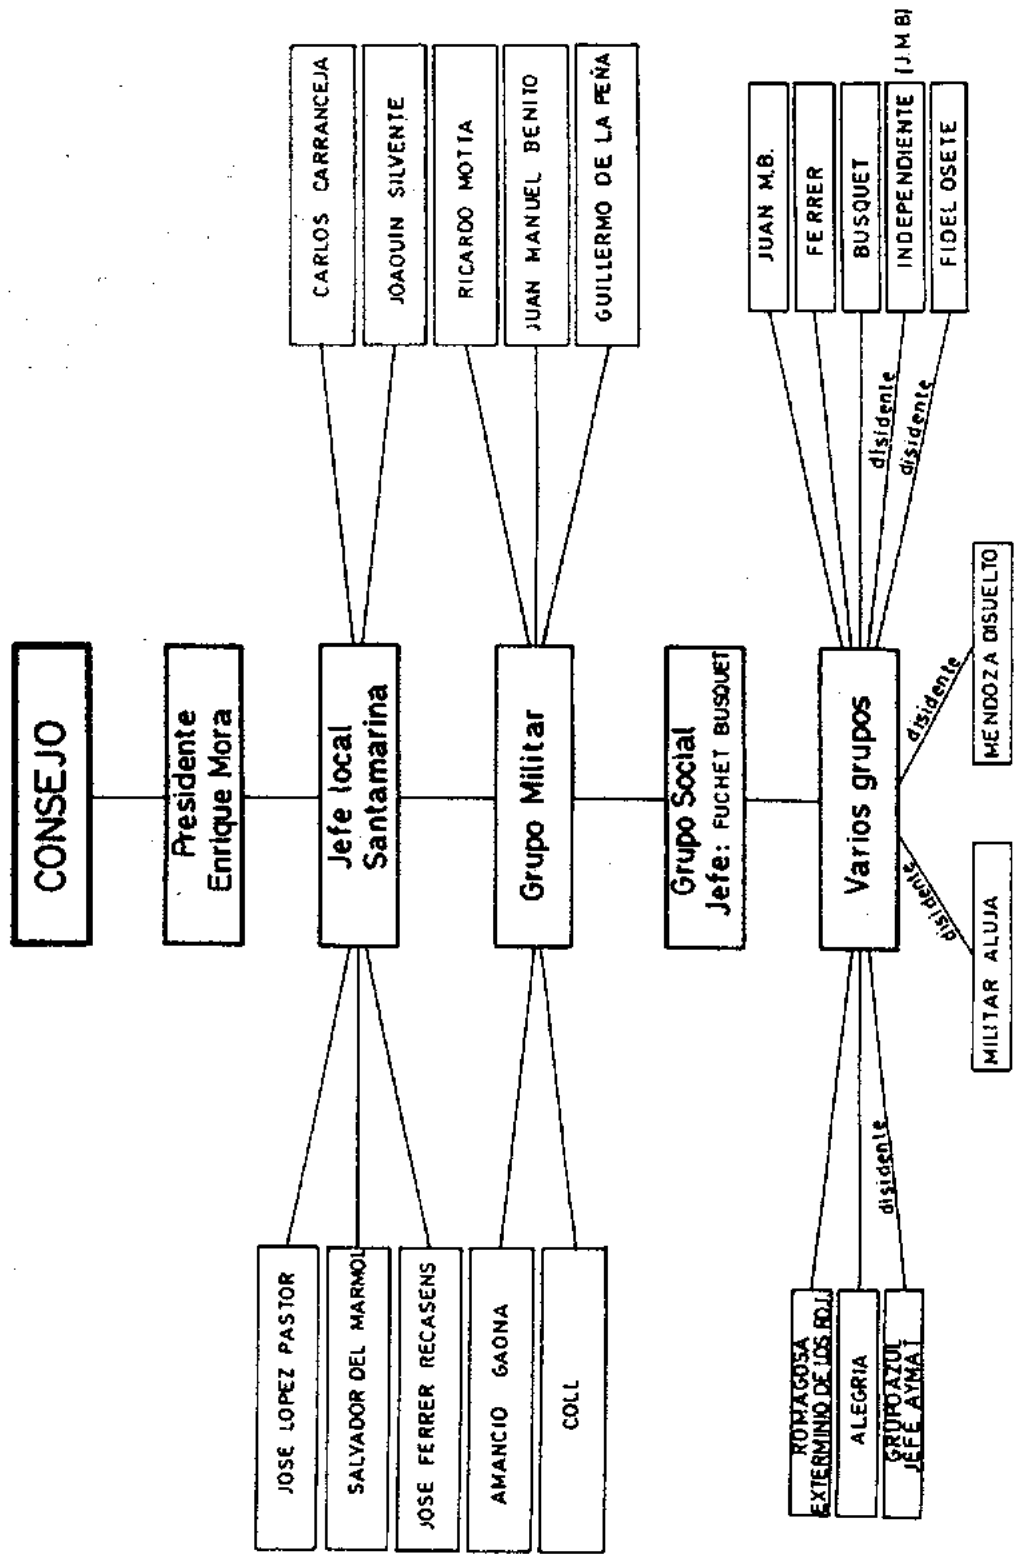 CONSEJO
Presidente
Enrique Mora
Jefe local
Santamarina
JOSE LOPEZ PASTOR
SALVADOR DEL MARMOL
JOSE FERRER RECASENS
CARLOS CARRANCEJA
JOAQUIN SILVENTE
Grupo Militar
AMANCIO GAONA
COLL
RICARDO MOTTA
JUAN MANUEL BENITO
GUILLERMO DE LA PEÑA
Grupo Social
Jefe: FUCHET BUSQUET
Varios grupos
ROMAGOSA
EXTERMINIO DE LOS ROJ.
ALEGRIA
disidente
GRUPO AZUL
JEFE AYMAT
JUAN M.B.
FERRER
BUSQUET
disidente
INDEPENDIENTE (J.M.B)
disidente
FIDEL OSETE
disidente
MILITAR ALUJA
disidente
MENDOZA DISUELTO